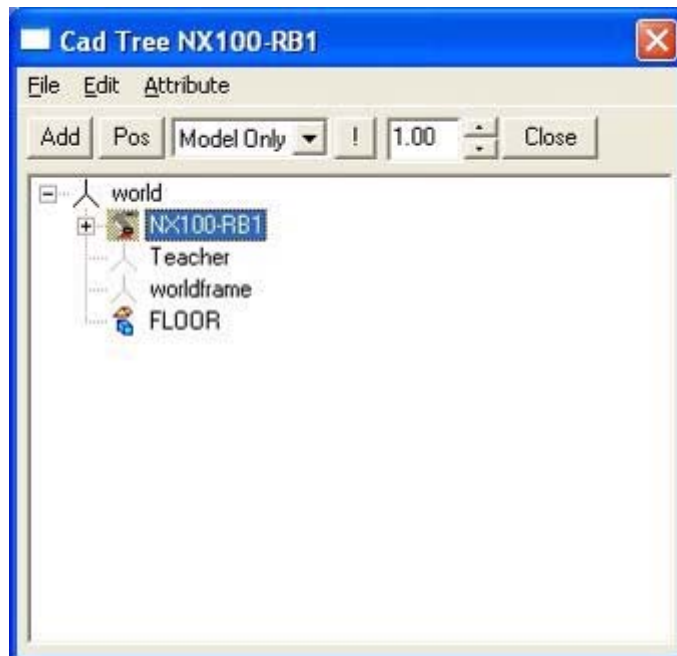 Cad Tree NX100-RB1
File Edit Attribute
Add Pos Model Only ! 1.00 Close
world
NX100-RB1
Teacher
worldframe
FLOOR